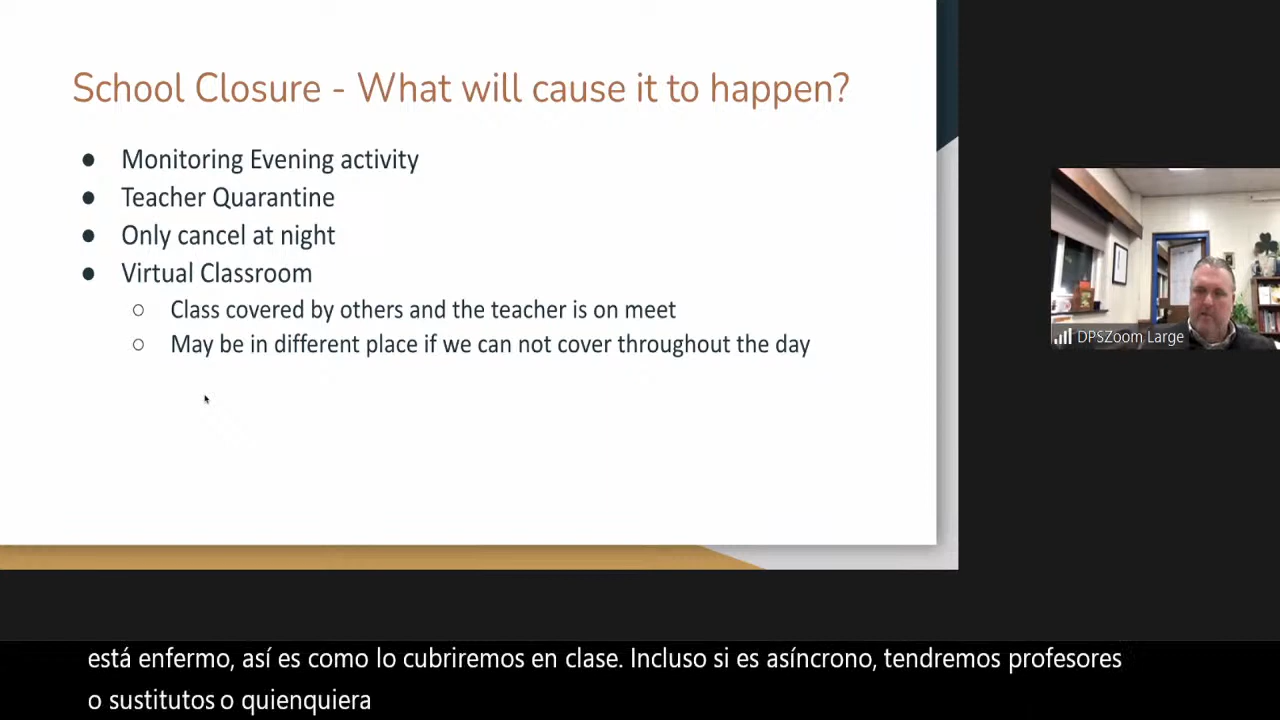 School Closure - What will cause it to happen?
● Monitoring Evening activity
● Teacher Quarantine
● Only cancel at night
● Virtual Classroom
○ Class covered by others and the teacher is on meet
○ May be in different place if we can not cover throughout the day
DPSZoom Large
está enfermo, así es como lo cubriremos en clase. Incluso si es asíncrono, tendremos profesores
o sustitutos o quienquiera